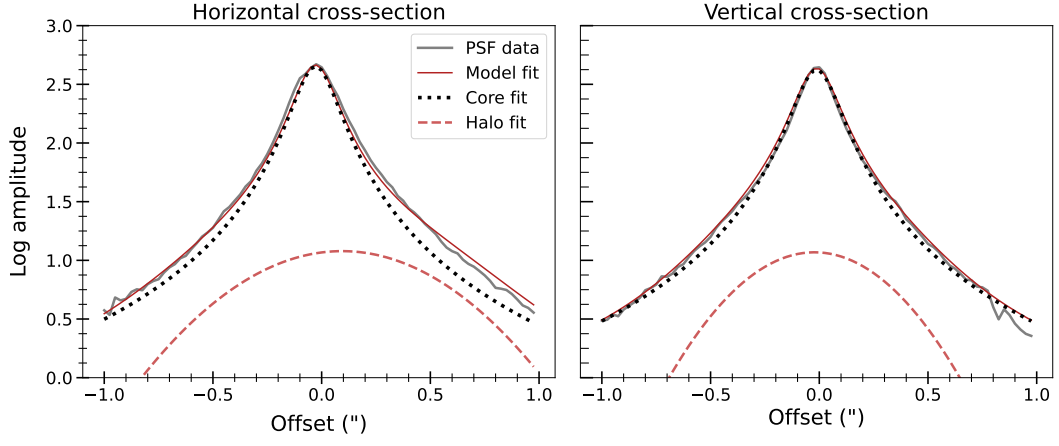 Horizontal cross-section
Vertical cross-section
3.0
2.5
2.0
1.5
1.0
0.5
0.0
Log amplitude
PSF data
Model fit
Core fit
Halo fit
−1.0 −0.5 0.0 0.5 1.0
−1.0 −0.5 0.0 0.5 1.0
Offset (")
Offset (")